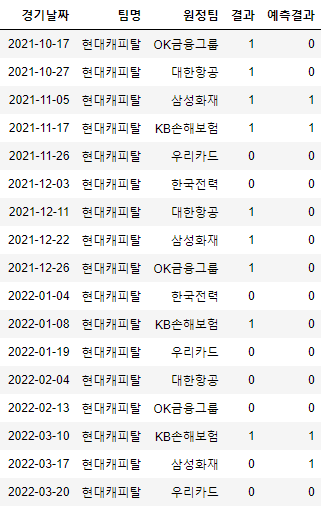 경기날짜 팀명 원정팀 결과 예측결과
2021-10-17 현대캐피탈 OK금융그룹 1 0
2021-10-27 현대캐피탈 대한항공 1 0
2021-11-05 현대캐피탈 삼성화재 1 1
2021-11-17 현대캐피탈 KB손해보험 1 1
2021-11-26 현대캐피탈 우리카드 0 0
2021-12-03 현대캐피탈 한국전력 0 0
2021-12-11 현대캐피탈 대한항공 1 0
2021-12-22 현대캐피탈 삼성화재 1 0
2021-12-26 현대캐피탈 OK금융그룹 1 0
2022-01-04 현대캐피탈 한국전력 0 0
2022-01-08 현대캐피탈 KB손해보험 1 0
2022-01-19 현대캐피탈 우리카드 0 0
2022-02-04 현대캐피탈 대한항공 0 0
2022-02-13 현대캐피탈 OK금융그룹 0 0
2022-03-10 현대캐피탈 KB손해보험 1 1
2022-03-17 현대캐피탈 삼성화재 0 1
2022-03-20 현대캐피탈 우리카드 0 0